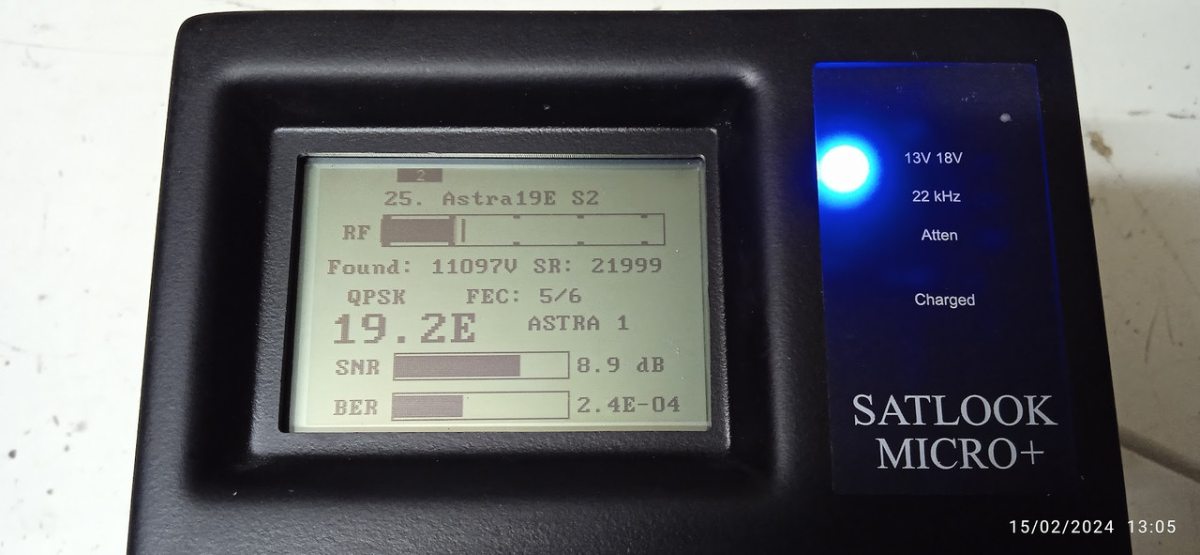 2
25. Astra19E S2
RF
Found: 11097V SR: 21999
QPSK FEC: 5/6
19.2E ASTRA 1
SNR 8.9 dB
BER 2.4E-04
13V 18V
22 kHz
Atten
Charged
SATLOOK
MICRO+
15/02/2024 13:05